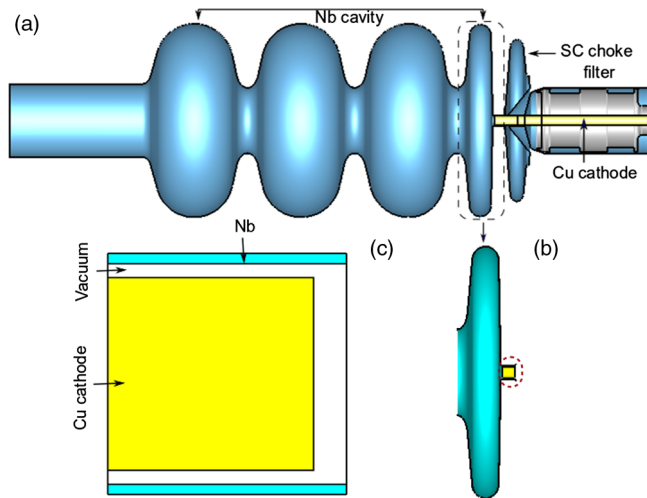 (a)
Nb cavity
SC choke
filter
Cu cathode
Nb
(c)
(b)
Vacuum
Cu cathode